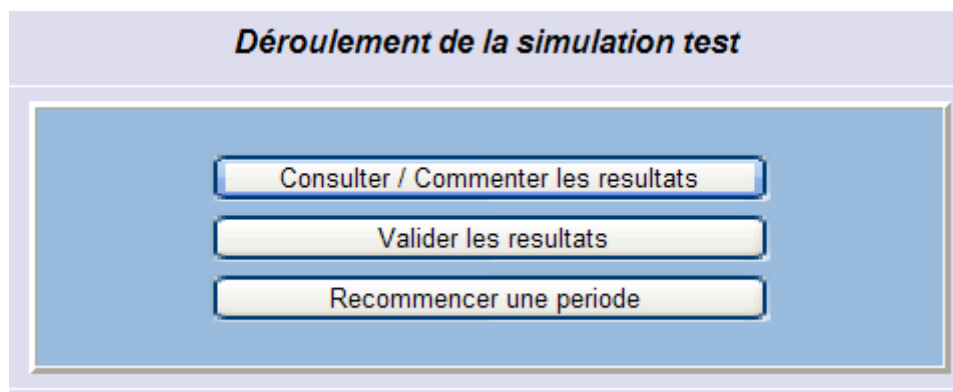 Déroulement de la simulation test
Consulter / Commenter les resultats
Valider les resultats
Recommencer une periode